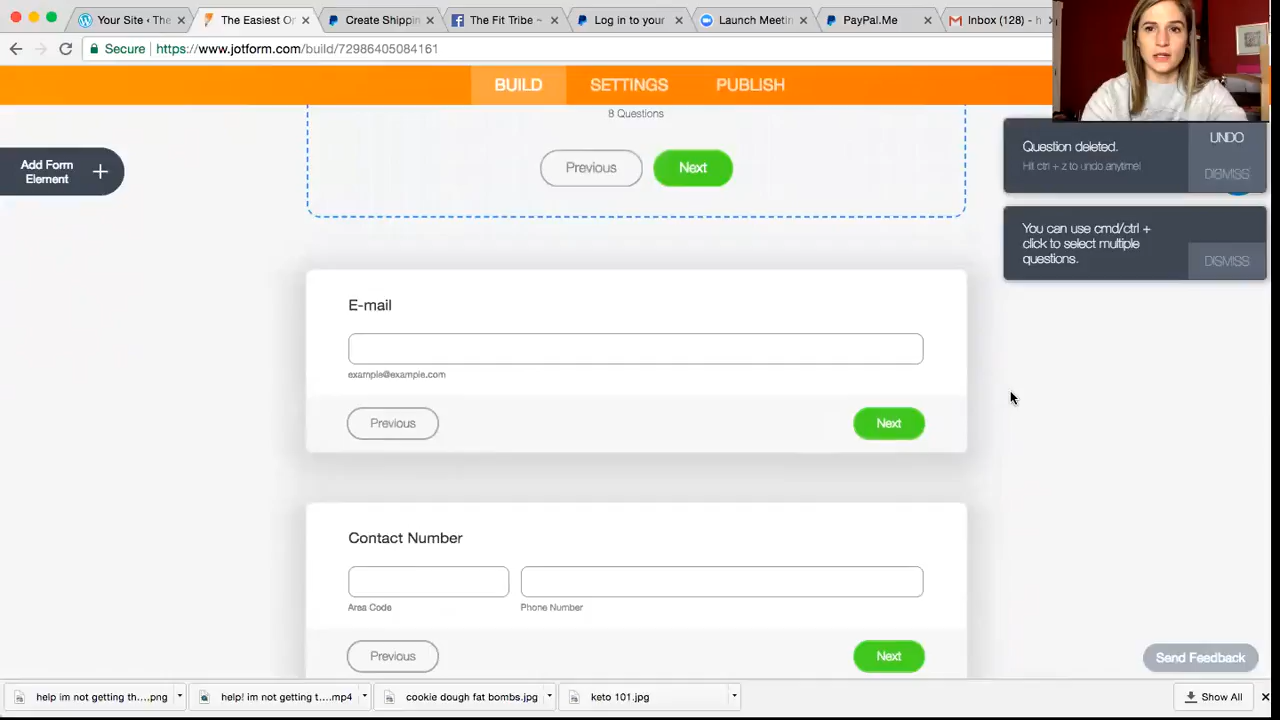 Your Site ‹ The
The Easiest Or
Create Shippin
The Fit Tribe ~
Log in to your
Launch Meetin
PayPal.Me
Inbox (128) - h
Secure
https://www.jotform.com/build/72986405084161
BUILD
SETTINGS
PUBLISH
8 Questions
Previous
Next
Add Form
Element
Question deleted.
Hit ctrl + z to undo anytime!
UNDO
DISMISS
You can use cmd/ctrl +
click to select multiple
questions.
DISMISS
E-mail
example@example.com
Previous
Next
Contact Number
Area Code
Phone Number
Previous
Next
Send Feedback
help im not getting th....png
help! im not getting t....mp4
cookie dough fat bombs.jpg
keto 101.jpg
Show All